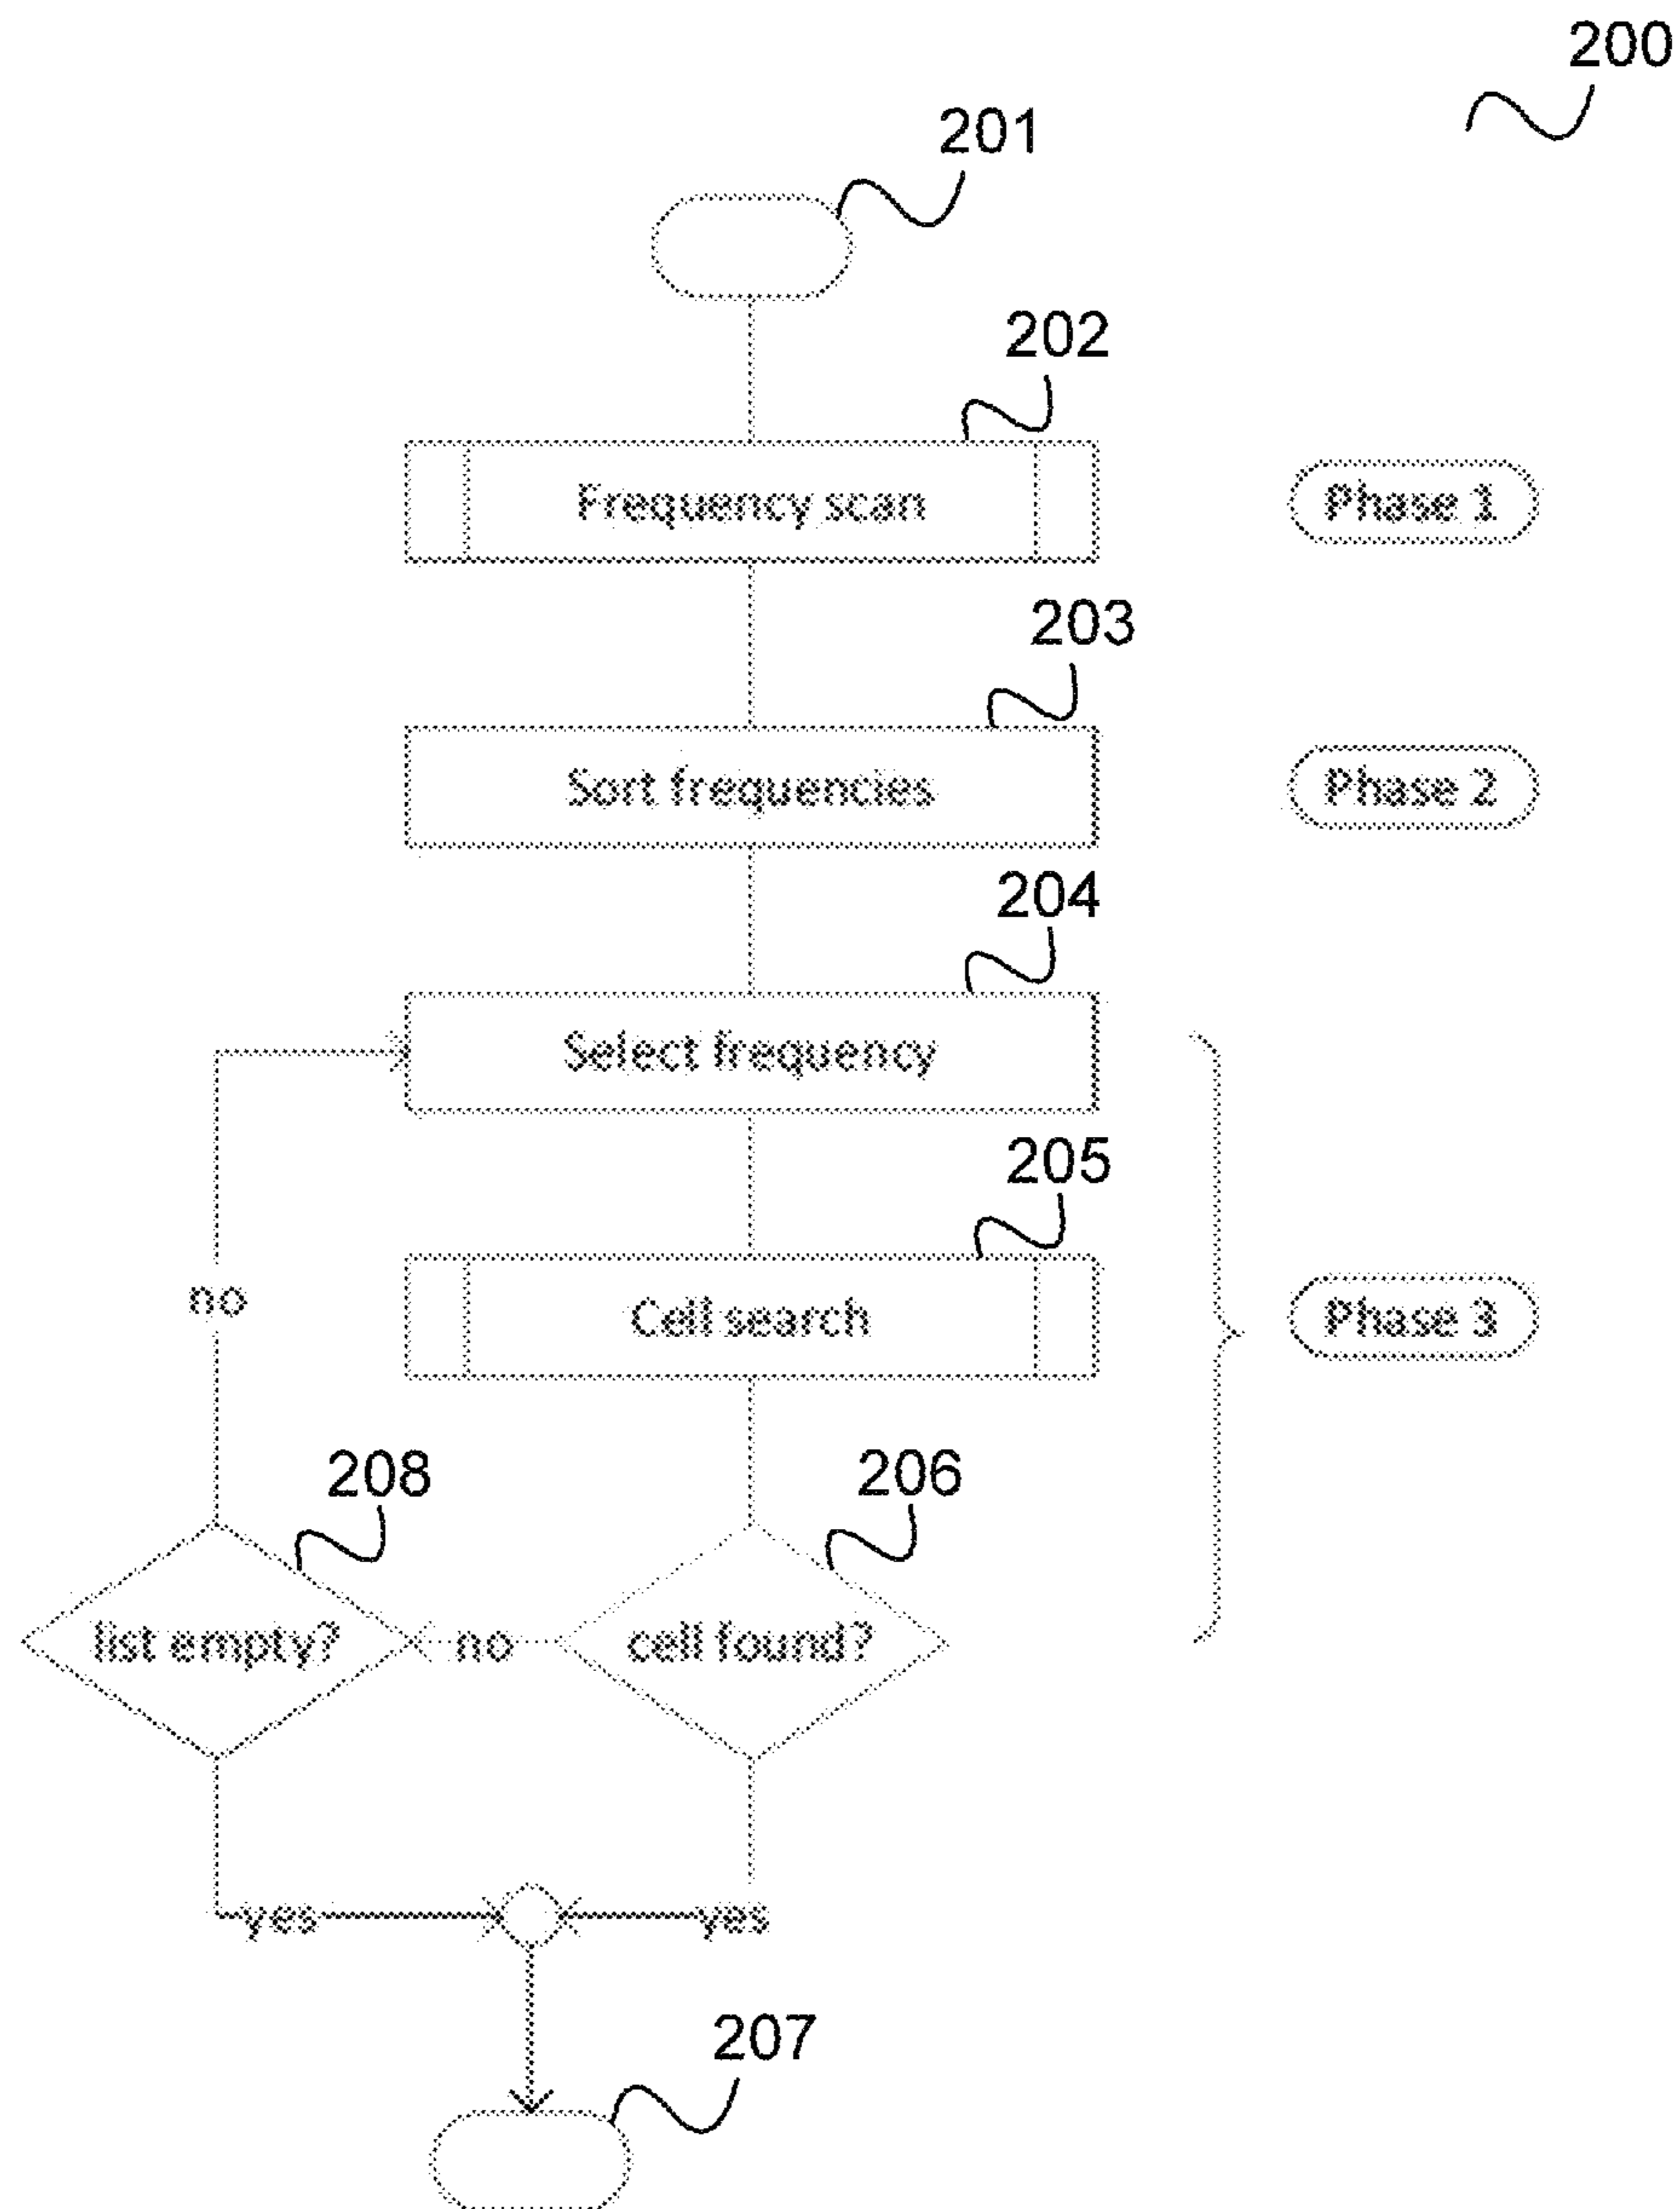 200
201
202
Frequency scan
Phase 1
203
Sort frequencies
Phase 2
204
Select frequency
205
no
Cell search
Phase 3
208
206
list empty?
no
cell found?
yes
yes
207